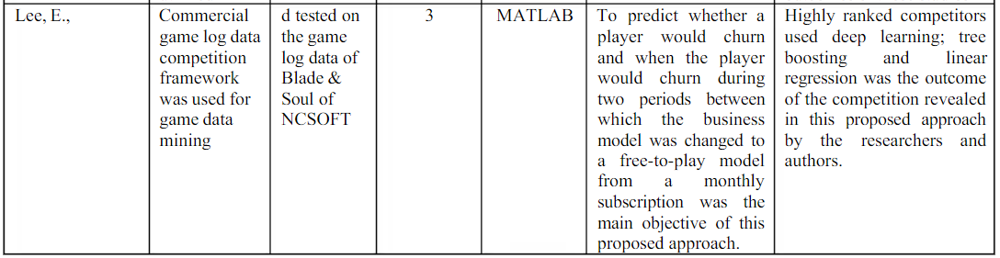 Lee, E.,
Commercial
game log data
competition
framework
was used for
game data
mining
d tested on
the game
log data of
Blade &
Soul of
NCSOFT
3
MATLAB
To predict whether a
player would churn
and when the player
would churn during
two periods between
which the business
model was changed to
a free-to-play model
from a monthly
subscription was the
main objective of this
proposed approach.
Highly ranked competitors
used deep learning; tree
boosting and linear
regression was the outcome
of the competition revealed
in this proposed approach
by the researchers and
authors.